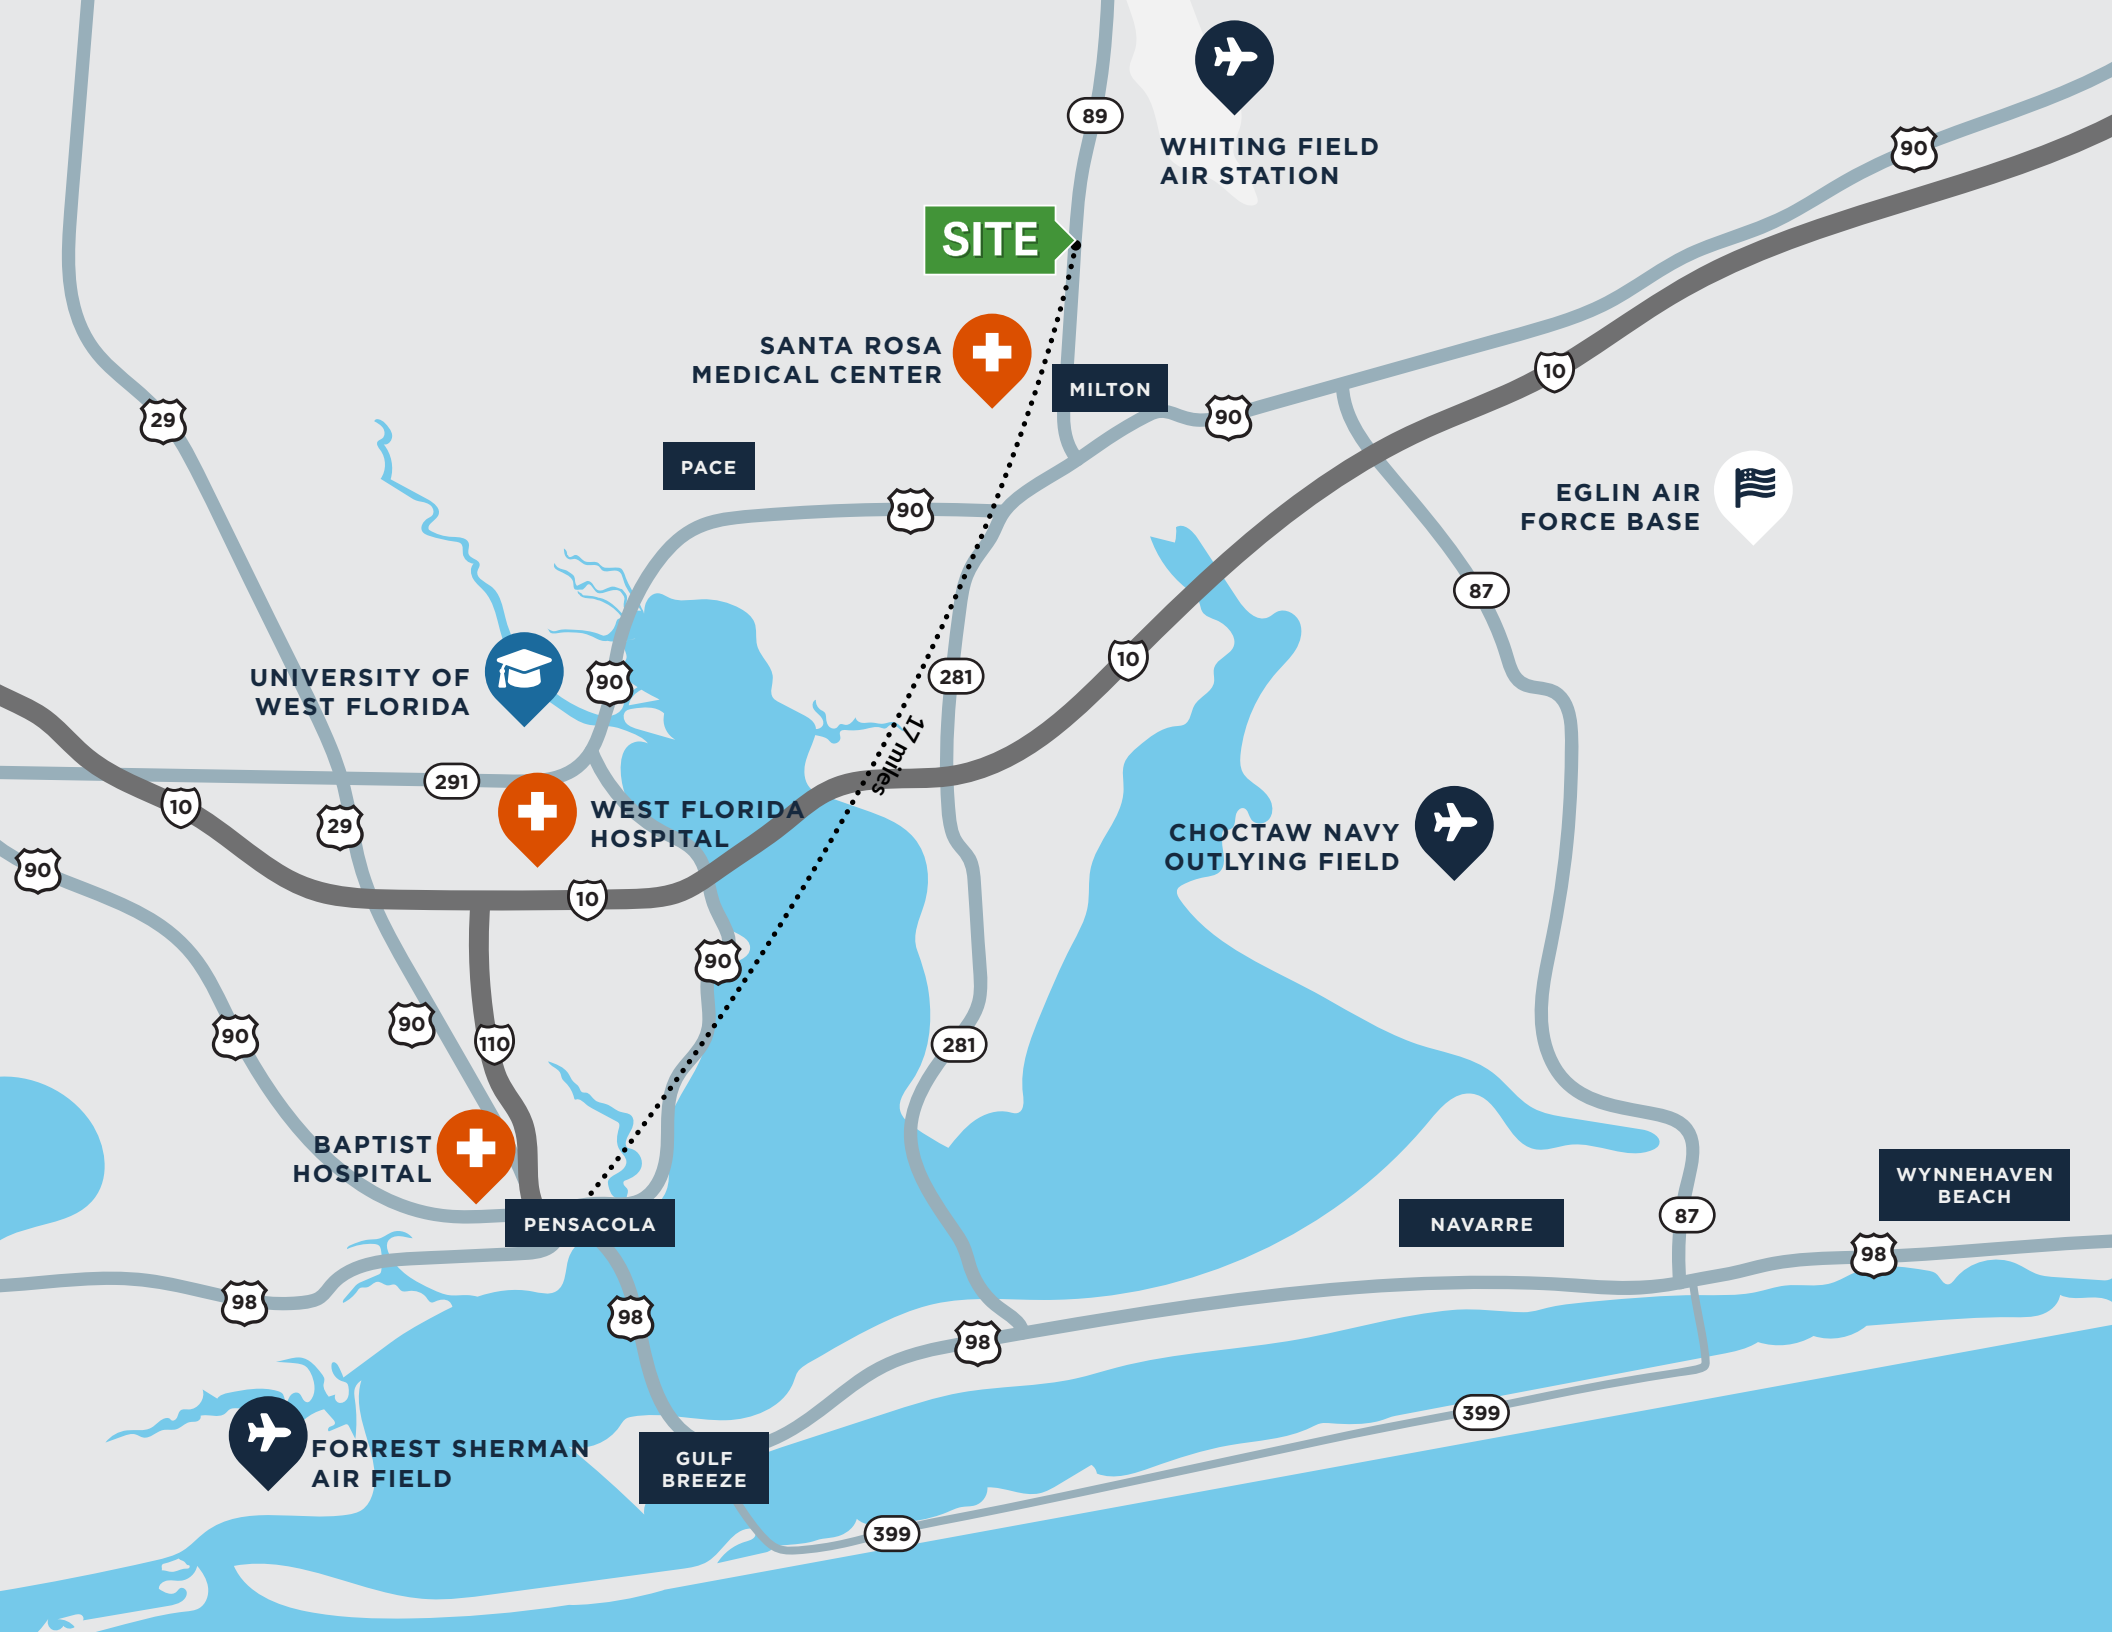 89
WHITING FIELD
AIR STATION
90
SITE
SANTA ROSA
MEDICAL CENTER
MILTON
10
29
90
PACE
90
EGLIN AIR
FORCE BASE
87
UNIVERSITY OF
WEST FLORIDA
90
281
10
17 miles
291
10
29
WEST FLORIDA
HOSPITAL
CHOCTAW NAVY
OUTLYING FIELD
90
10
90
90
90
110
281
BAPTIST
HOSPITAL
PENSACOLA
NAVARRE
87
WYNNEHAVEN
BEACH
98
98
98
98
399
FORREST SHERMAN
AIR FIELD
GULF
BREEZE
399